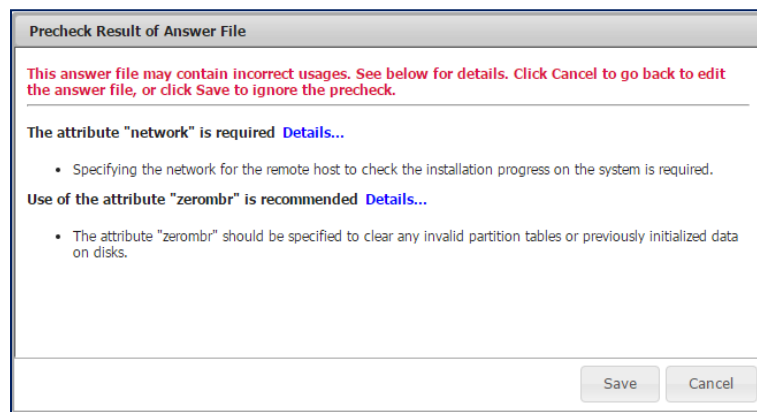 Precheck Result of Answer File
This answer file may contain incorrect usages. See below for details. Click Cancel to go back to edit
the answer file, or click Save to ignore the precheck.
The attribute "network" is required Details...
• Specifying the network for the remote host to check the installation progress on the system is required.
Use of the attribute "zerombr" is recommended Details...
• The attribute "zerombr" should be specified to clear any invalid partition tables or previously initialized data
on disks.
Save Cancel